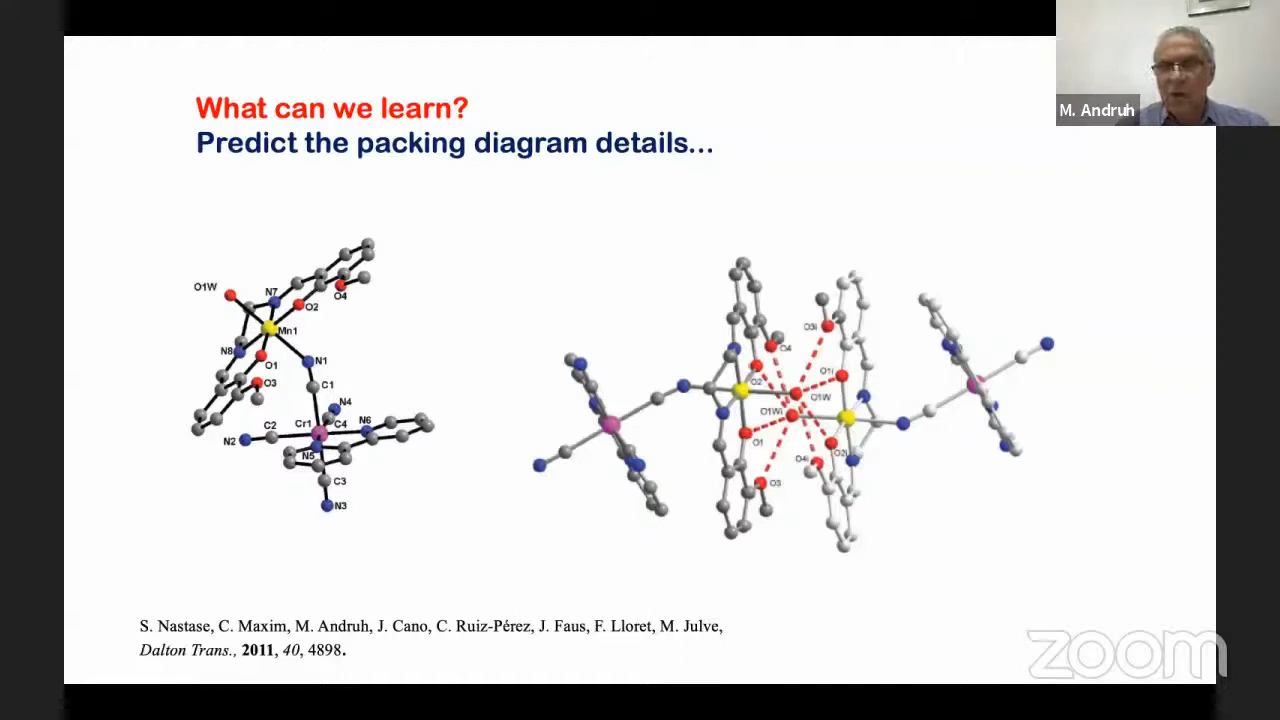 What can we learn?
Predict the packing diagram details...
M. Andruh
O1W
N7
O4
O2
Mn1
N8
O1
N1
O3
C1
N4
Cr1
C4
N6
C2
N2
N5
C3
N3
O3i
O4
O2
O1i
O1W
O1Wi
O1
O2i
O4i
O3
S. Nastase, C. Maxim, M. Andruh, J. Cano, C. Ruiz-Pérez, J. Faus, F. Lloret, M. Julve,
Dalton Trans., 2011, 40, 4898.
zoom